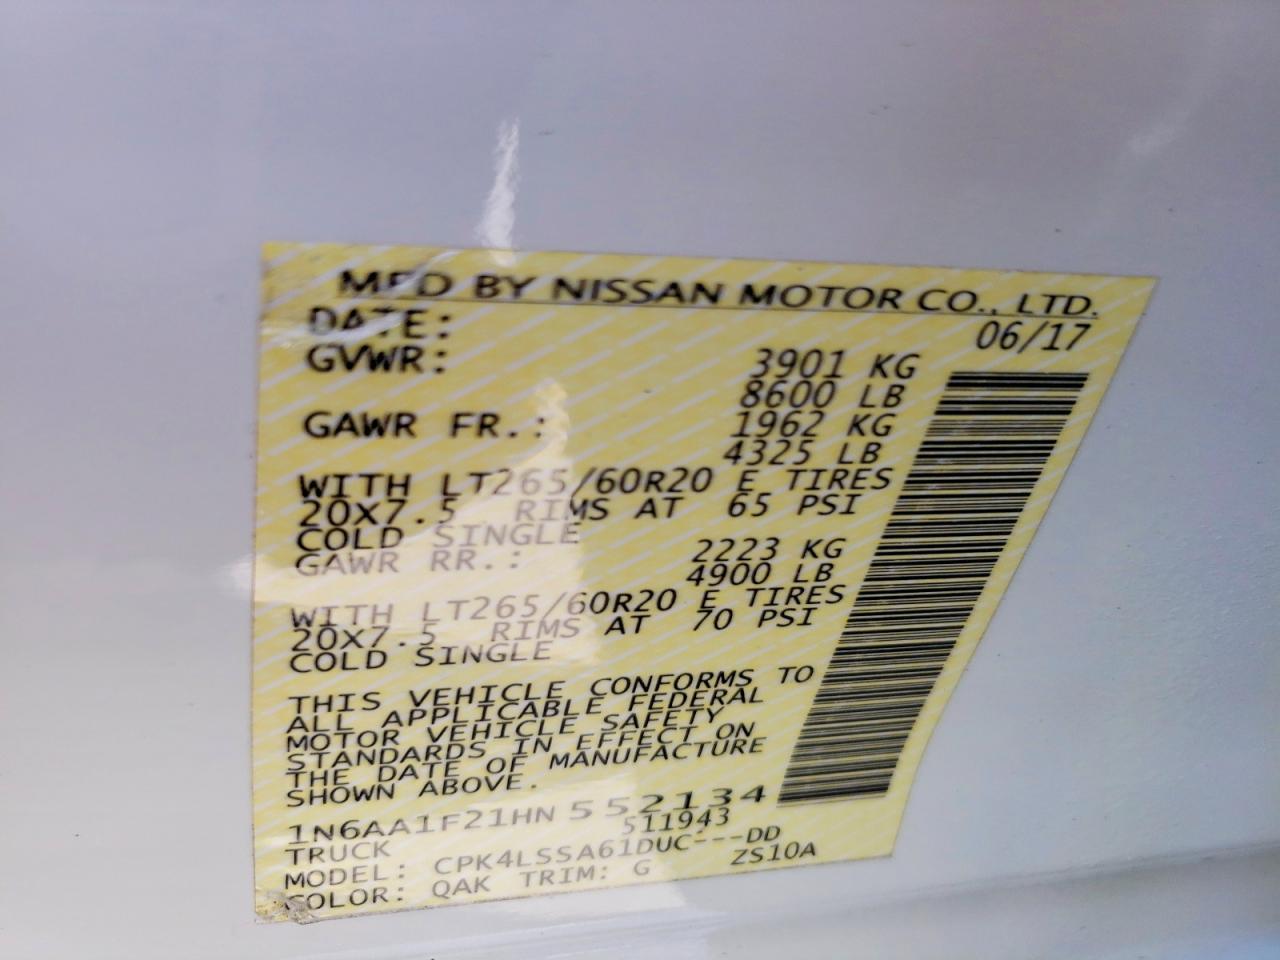 MFD BY NISSAN MOTOR CO., LTD.
DATE: 06/17
GVWR: 3901 KG
8600 LB
GAWR FR.: 1962 KG
4325 LB
WITH LT265/60R20 E TIRES
20X7.5 RIMS AT 65 PSI
COLD SINGLE
GAWR RR.: 2223 KG
4900 LB
WITH LT265/60R20 E TIRES
20X7.5 RIMS AT 70 PSI
COLD SINGLE
THIS VEHICLE CONFORMS TO
ALL APPLICABLE FEDERAL
MOTOR VEHICLE SAFETY
STANDARDS IN EFFECT ON
THE DATE OF MANUFACTURE
SHOWN ABOVE.
1N6AA1F21HN552134
TRUCK 511943
MODEL: CPK4LSSA61DUC---DD
COLOR: QAK TRIM: G ZS10A